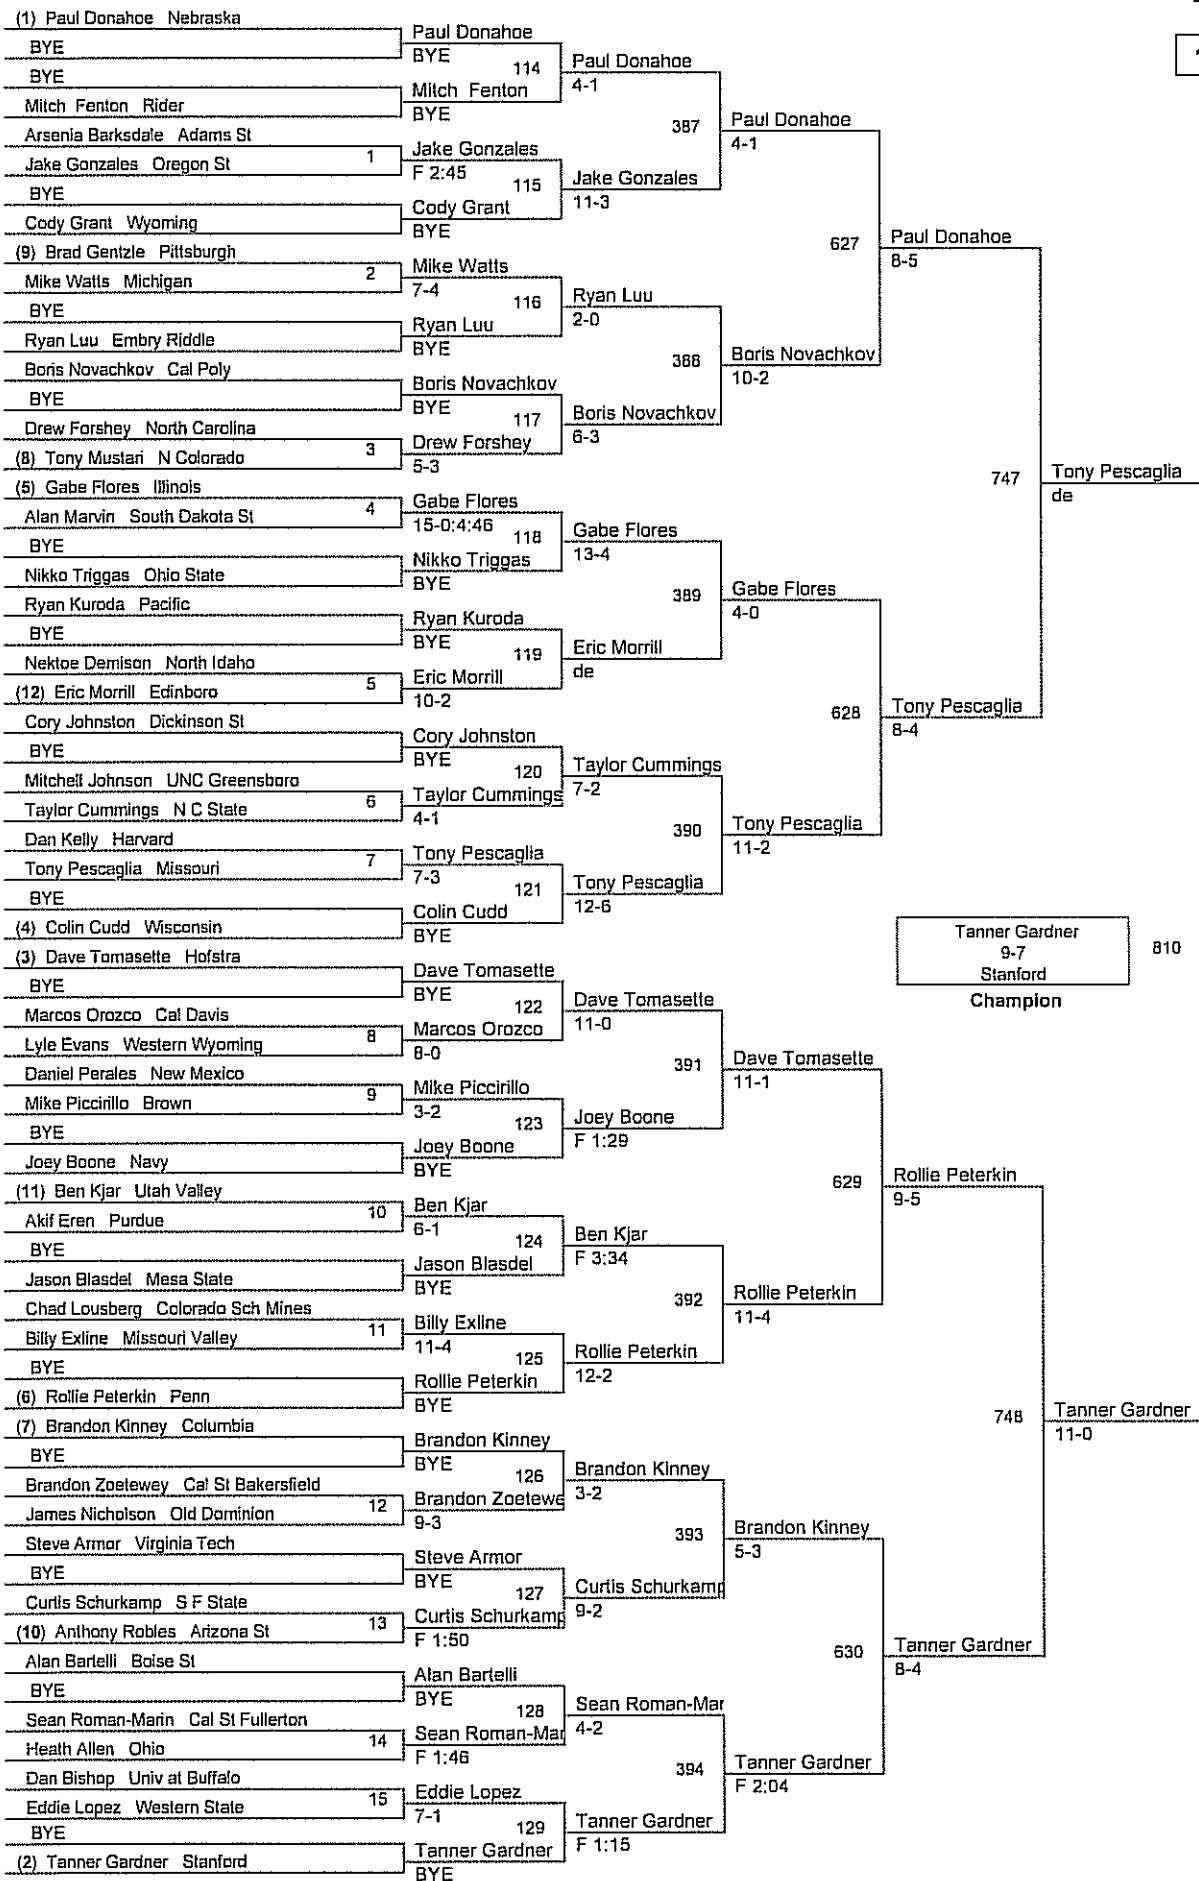 (1) Paul Donahoe Nebraska
BYE
BYE
Mitch Fenton Rider
Arsenia Barksdale Adams St
Jake Gonzales Oregon St
BYE
Cody Grant Wyoming
(9) Brad Gentzle Pittsburgh
Mike Watts Michigan
BYE
Ryan Luu Embry Riddle
Boris Novachkov Cal Poly
BYE
Drew Forshey North Carolina
(8) Tony Mustari N Colorado
(5) Gabe Flores Illinois
Alan Marvin South Dakota St
BYE
Nikko Triggas Ohio State
Ryan Kuroda Pacific
BYE
Nektoe Demison North Idaho
(12) Eric Morrill Edinboro
Cory Johnston Dickinson St
BYE
Mitchell Johnson UNC Greensboro
Taylor Cummings N C State
Dan Kelly Harvard
Tony Pescaglia Missouri
BYE
(4) Colin Cudd Wisconsin
(3) Dave Tomasette Hofstra
BYE
Marcos Orozco Cal Davis
Lyle Evans Western Wyoming
Daniel Perales New Mexico
Mike Piccirillo Brown
BYE
Joey Boone Navy
(11) Ben Kjar Utah Valley
Akif Eren Purdue
BYE
Jason Blasdel Mesa State
Chad Lousberg Colorado Sch Mines
Billy Exline Missouri Valley
BYE
(6) Rollie Peterkin Penn
(7) Brandon Kinney Columbia
BYE
Brandon Zoetewey Cal St Bakersfield
James Nicholson Old Dominion
Steve Armor Virginia Tech
BYE
Curtis Schurkamp S F State
(10) Anthony Robles Arizona St
Alan Bartelli Boise St
BYE
Sean Roman-Marin Cal St Fullerton
Heath Allen Ohio
Dan Bishop Univ at Buffalo
Eddie Lopez Western State
BYE
(2) Tanner Gardner Stanford
1
2
3
4
5
6
7
8
9
10
11
12
13
14
15
Paul Donahoe
BYE
Mitch Fenton
BYE
Jake Gonzales
F 2:45
Cody Grant
BYE
Mike Watts
7-4
Ryan Luu
BYE
Boris Novachkov
BYE
Drew Forshey
5-3
Gabe Flores
15-0:4:46
Nikko Triggas
BYE
Ryan Kuroda
BYE
Eric Morrill
10-2
Cory Johnston
BYE
Taylor Cummings
4-1
Tony Pescaglia
7-3
Colin Cudd
BYE
Dave Tomasette
BYE
Marcos Orozco
8-0
Mike Piccirillo
3-2
Joey Boone
BYE
Ben Kjar
6-1
Jason Blasdel
BYE
Billy Exline
11-4
Rollie Peterkin
BYE
Brandon Kinney
BYE
Brandon Zoetewe
9-3
Steve Armor
BYE
Curtis Schurkamp
F 1:50
Alan Bartelli
BYE
Sean Roman-Mar
F 1:46
Eddie Lopez
7-1
Tanner Gardner
BYE
114
115
116
117
118
119
120
121
122
123
124
125
126
127
128
129
Paul Donahoe
4-1
Jake Gonzales
11-3
Ryan Luu
2-0
Boris Novachkov
6-3
Gabe Flores
13-4
Eric Morrill
de
Taylor Cummings
7-2
Tony Pescaglia
12-6
Dave Tomasette
11-0
Joey Boone
F 1:29
Ben Kjar
F 3:34
Rollie Peterkin
12-2
Brandon Kinney
3-2
Curtis Schurkamp
9-2
Sean Roman-Mar
4-2
Tanner Gardner
F 1:15
387
388
389
390
391
392
393
394
Paul Donahoe
4-1
Boris Novachkov
10-2
Gabe Flores
4-0
Tony Pescaglia
11-2
Dave Tomasette
11-1
Rollie Peterkin
11-4
Brandon Kinney
5-3
Tanner Gardner
F 2:04
627
628
629
630
Paul Donahoe
8-5
Tony Pescaglia
8-4
Rollie Peterkin
9-5
Tanner Gardner
8-4
747
748
Tony Pescaglia
de
Tanner Gardner
11-0
Tanner Gardner
9-7
Stanford
810
Champion